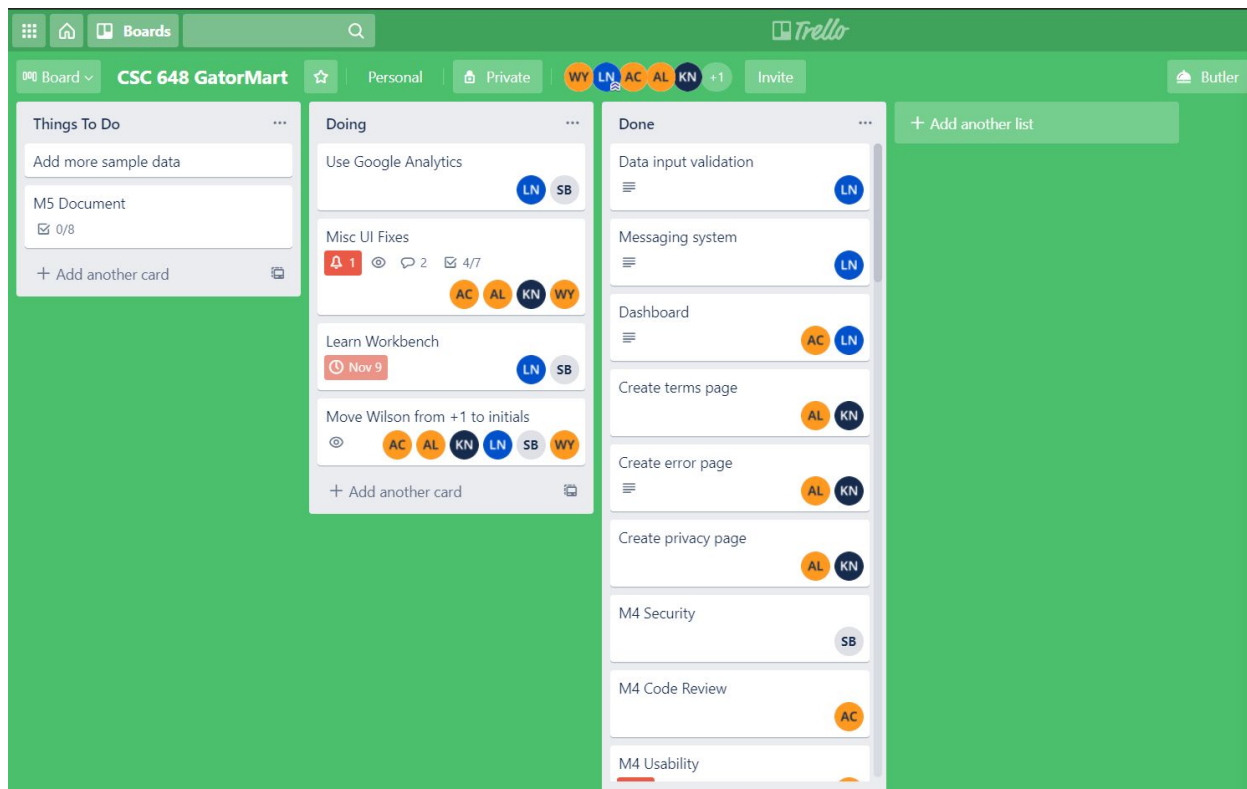 Boards
Trello
Board
CSC 648 GatorMart
Personal
Private
WY LN AC AL KN +1
Invite
Butler
Things To Do
Add more sample data
M5 Document
0/8
+ Add another card
Doing
Use Google Analytics
LN SB
Misc UI Fixes
1 2 4/7
AC AL KN WY
Learn Workbench
Nov 9
LN SB
Move Wilson from +1 to initials
AC AL KN LN SB WY
+ Add another card
Done
Data input validation
LN
Messaging system
LN
Dashboard
AC LN
Create terms page
AL KN
Create error page
AL KN
Create privacy page
AL KN
M4 Security
SB
M4 Code Review
AC
M4 Usability
+ Add another list